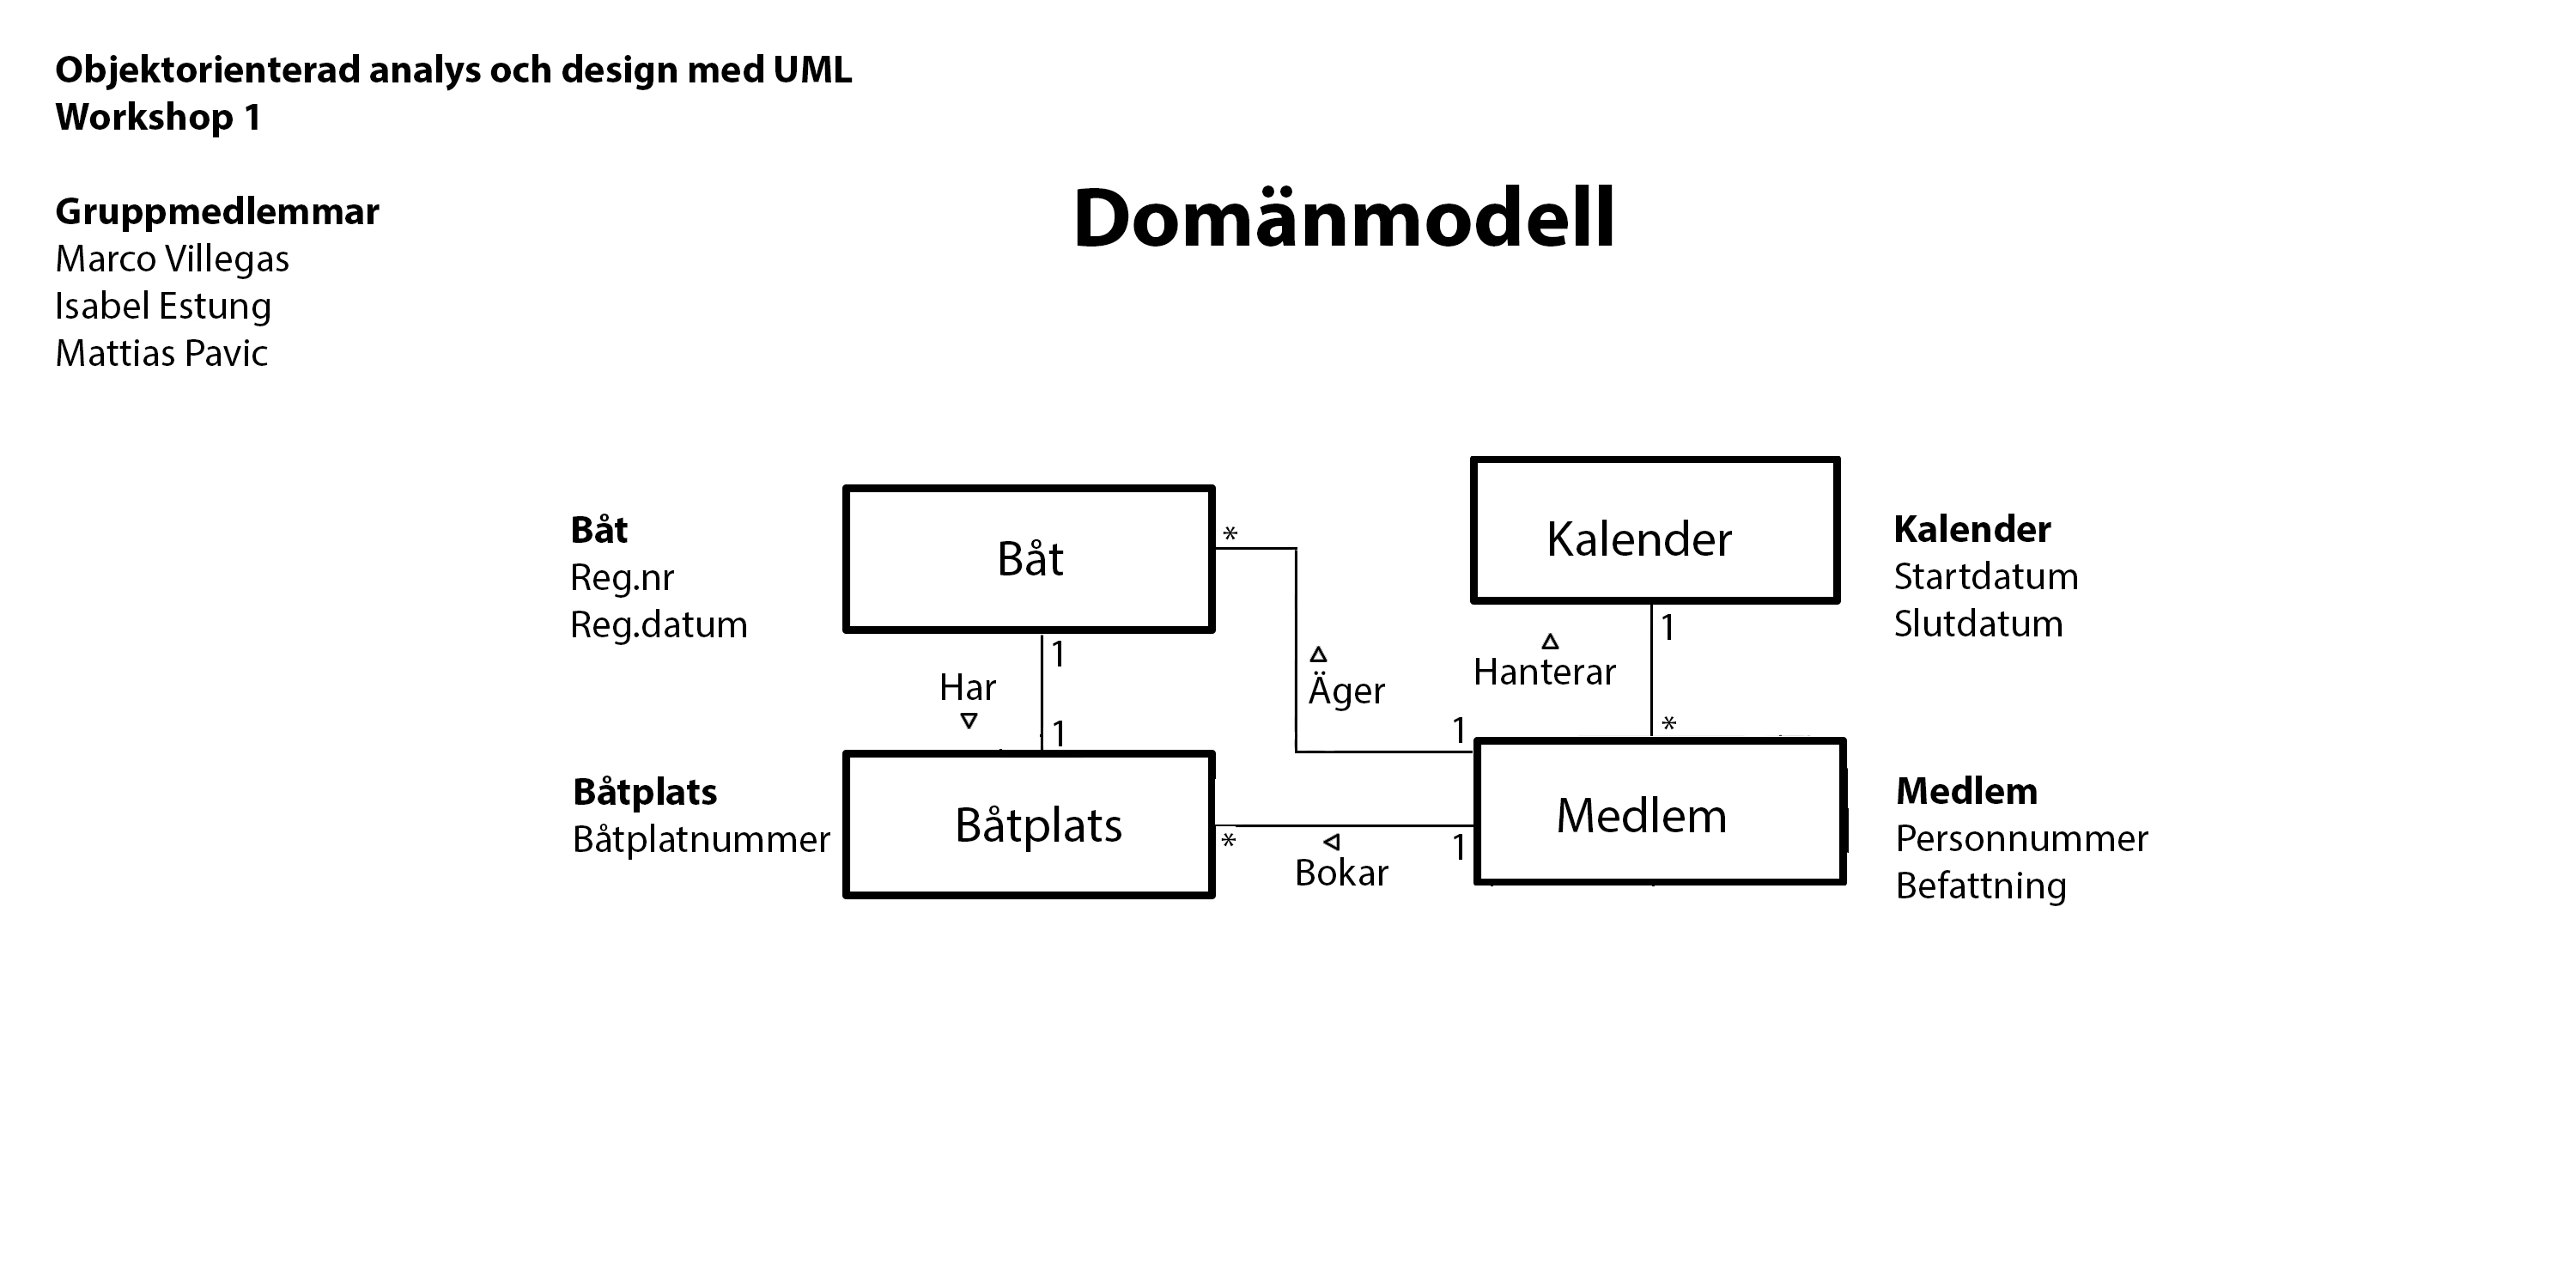 Objektorienterad analys och design med UML
Workshop 1
Gruppmedlemmar
Marco Villegas
Isabel Estung
Mattias Pavic
Domänmodell
Båt
Reg.nr
Reg.datum
Båt
*
Kalender
Kalender
Startdatum
Slutdatum
1
Har
1
Äger
1
Hanterar
1
*
Båtplats
Båtplatnummer
Båtplats
*
Bokar
1
Medlem
Medlem
Personnummer
Befattning